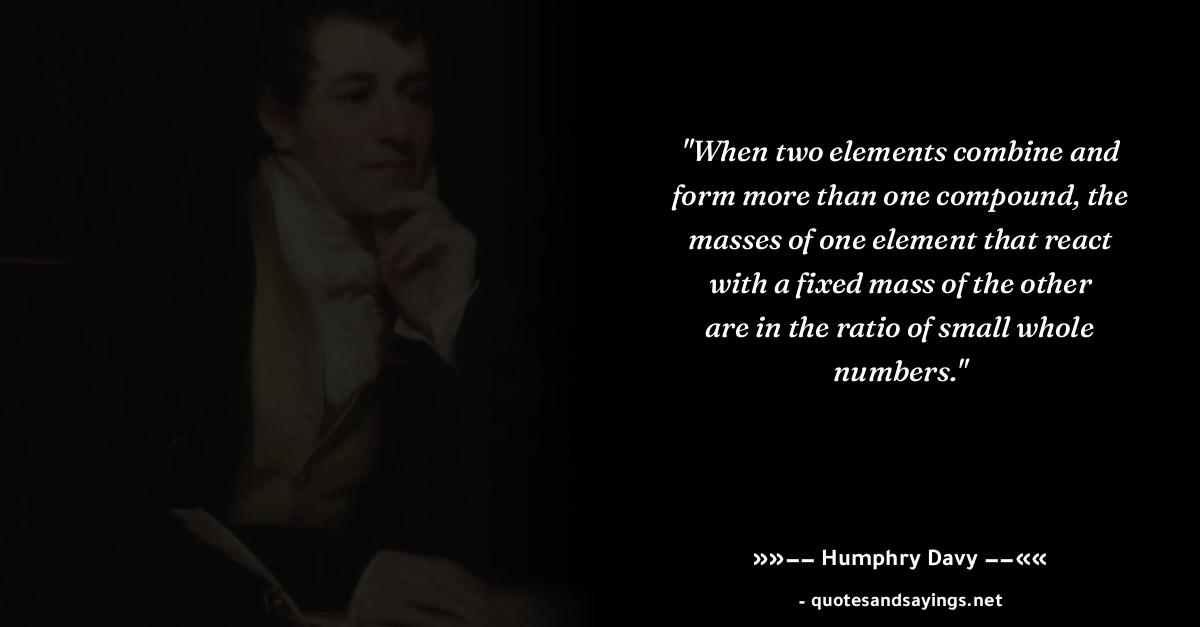 "When two elements combine and
form more than one compound, the
masses of one element that react
with a fixed mass of the other
are in the ratio of small whole
numbers."
»»−− Humphry Davy −−««
- quotesandsayings.net